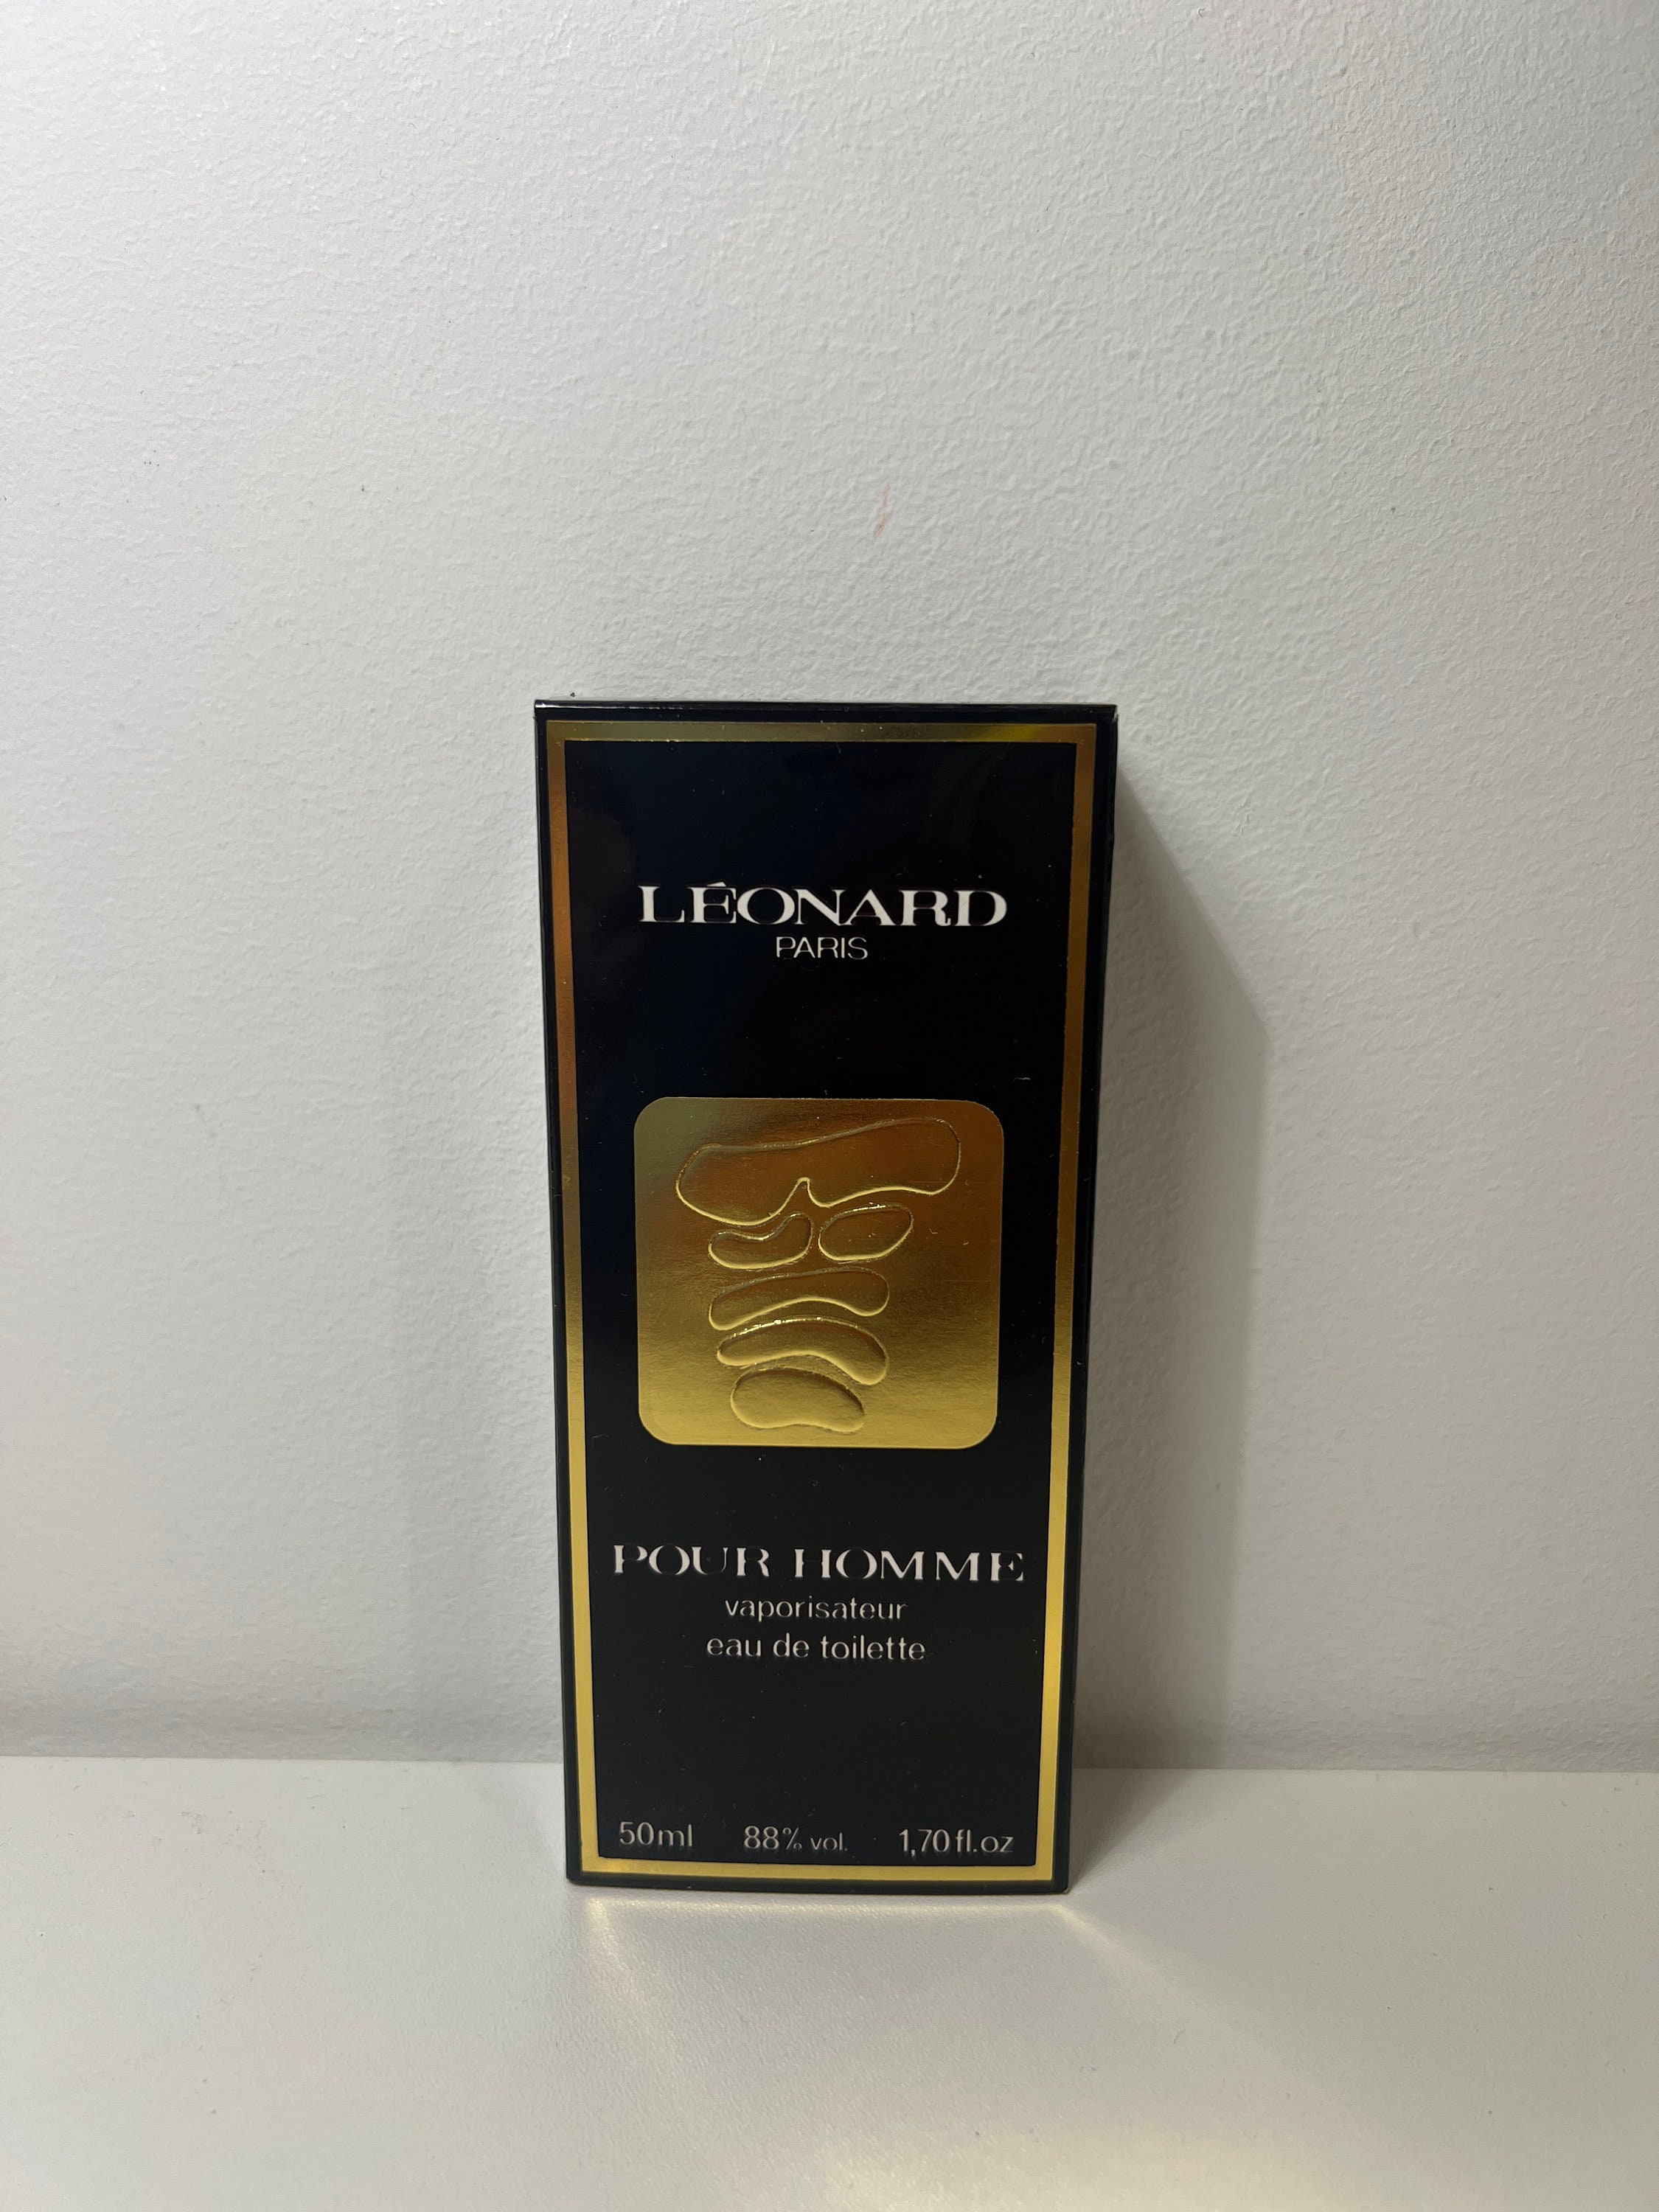 LÉONARD
PARIS
POUR HOMME
vaporisateur
eau de toilette
50ml 88% vol. 1,70 fl.oz